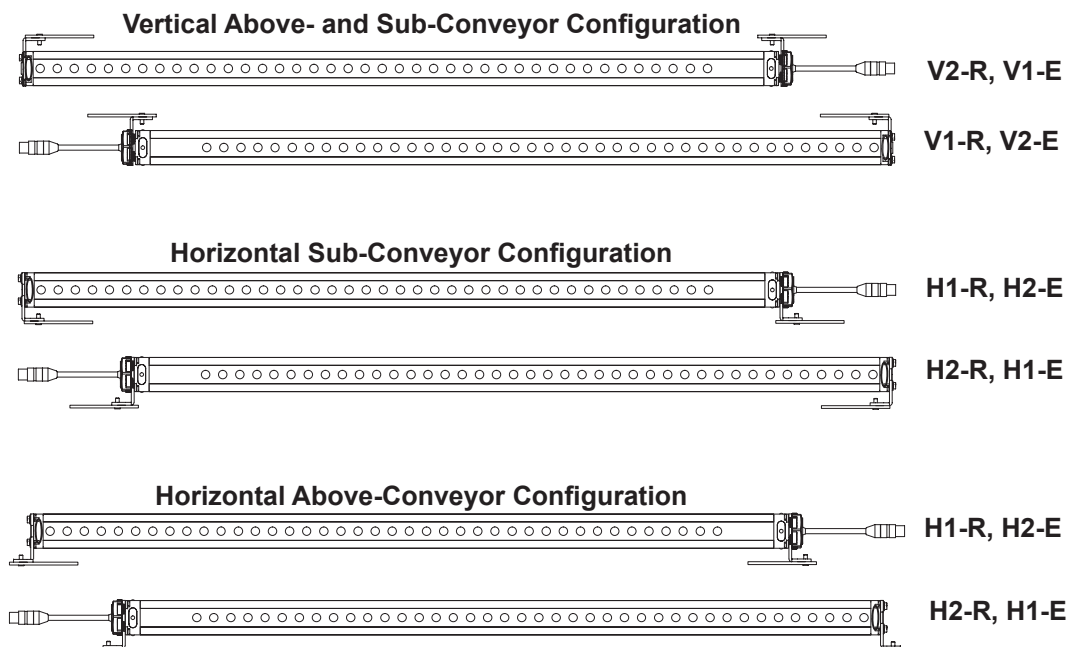 Vertical Above- and Sub-Conveyor Configuration
V2-R, V1-E
V1-R, V2-E
Horizontal Sub-Conveyor Configuration
H1-R, H2-E
H2-R, H1-E
Horizontal Above-Conveyor Configuration
H1-R, H2-E
H2-R, H1-E